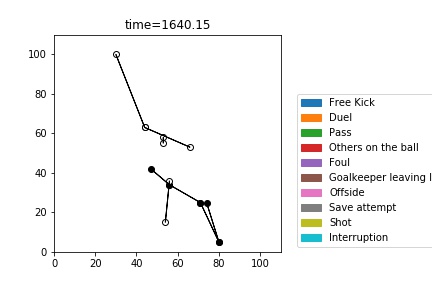 time=1640.15
100
80
60
40
20
0
0 20 40 60 80 100
Free Kick
Duel
Pass
Others on the ball
Foul
Goalkeeper leaving l
Offside
Save attempt
Shot
Interruption